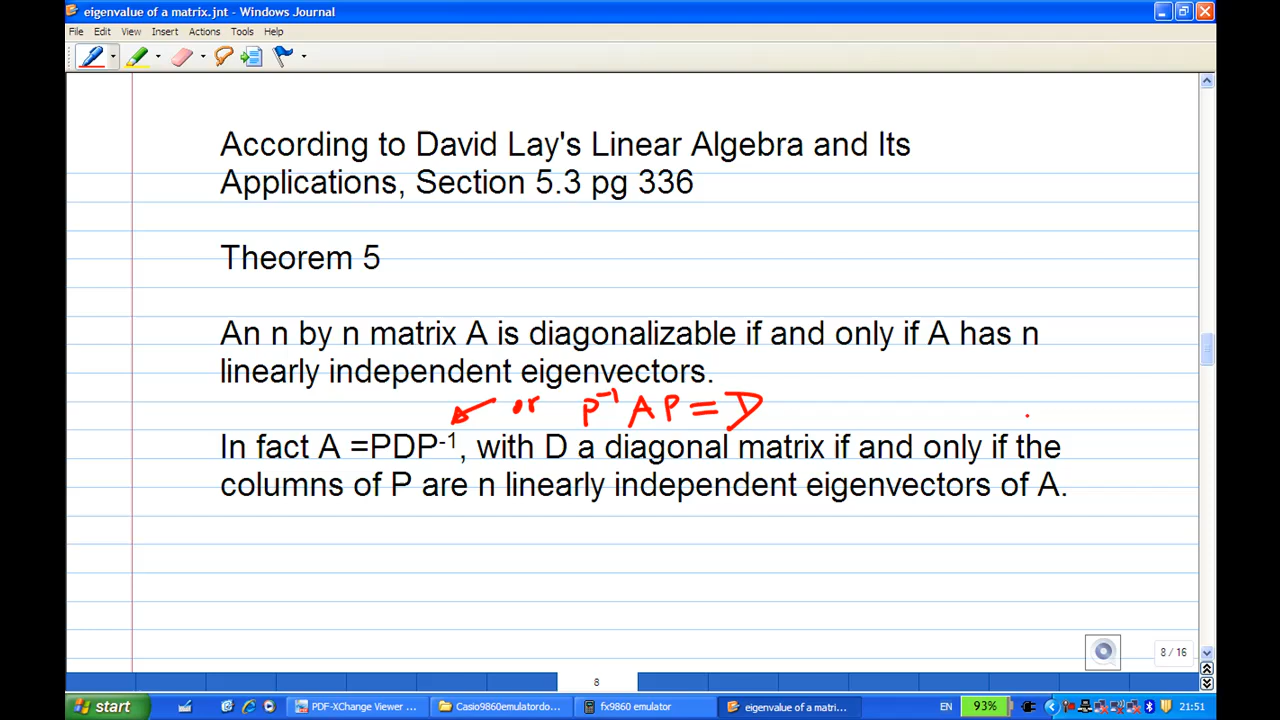 eigenvalue of a matrix.jnt - Windows Journal
File Edit View Insert Actions Tools Help
According to David Lay's Linear Algebra and Its
Applications, Section 5.3 pg 336
Theorem 5
An n by n matrix A is diagonalizable if and only if A has n
linearly independent eigenvectors.
or P⁻¹AP = D
In fact A =PDP⁻¹, with D a diagonal matrix if and only if the
columns of P are n linearly independent eigenvectors of A.
8 / 16
8
start PDF-XChange Viewer ... Casio9860emulatordo... fx9860 emulator eigenvalue of a matri... EN 93% 21:51